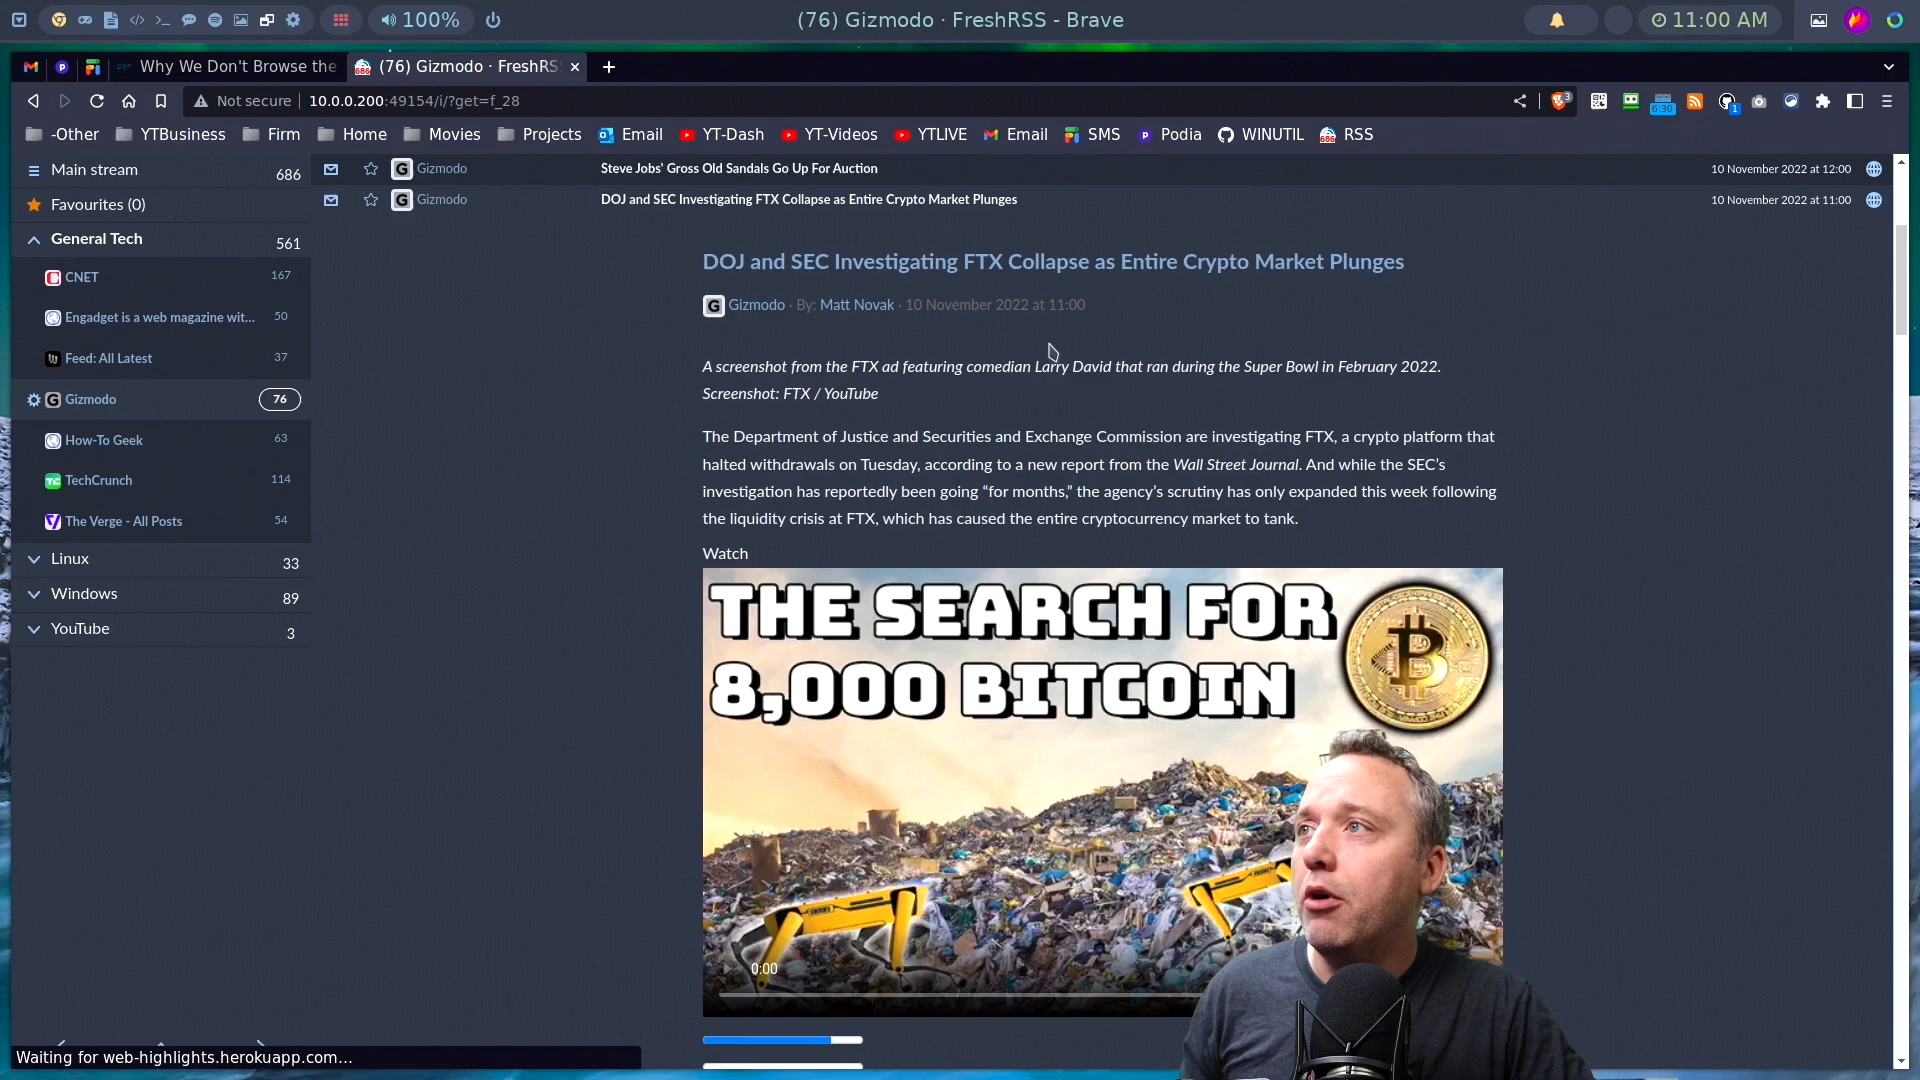 100%
(76) Gizmodo · FreshRSS - Brave
11:00 AM
Why We Don't Browse the
(76) Gizmodo · FreshRS
Not secure
10.0.0.200:49154/i/?get=f_28
3
6:30
1
-Other
YTBusiness
Firm
Home
Movies
Projects
Email
YT-Dash
YT-Videos
YTLIVE
Email
SMS
Podia
WINUTIL
RSS
Main stream
686
Favourites (0)
General Tech
561
CNET
167
Engadget is a web magazine wit...
50
Feed: All Latest
37
Gizmodo
76
How-To Geek
63
TechCrunch
114
The Verge - All Posts
54
Linux
33
Windows
89
YouTube
3
Gizmodo
Steve Jobs' Gross Old Sandals Go Up For Auction
10 November 2022 at 12:00
Gizmodo
DOJ and SEC Investigating FTX Collapse as Entire Crypto Market Plunges
10 November 2022 at 11:00
DOJ and SEC Investigating FTX Collapse as Entire Crypto Market Plunges
Gizmodo · By: Matt Novak · 10 November 2022 at 11:00
A screenshot from the FTX ad featuring comedian Larry David that ran during the Super Bowl in February 2022.
Screenshot: FTX / YouTube
The Department of Justice and Securities and Exchange Commission are investigating FTX, a crypto platform that
halted withdrawals on Tuesday, according to a new report from the Wall Street Journal. And while the SEC’s
investigation has reportedly been going “for months,” the agency’s scrutiny has only expanded this week following
the liquidity crisis at FTX, which has caused the entire cryptocurrency market to tank.
Watch
THE SEARCH FOR
8,000 BITCOIN
0:00
Waiting for web-highlights.herokuapp.com...